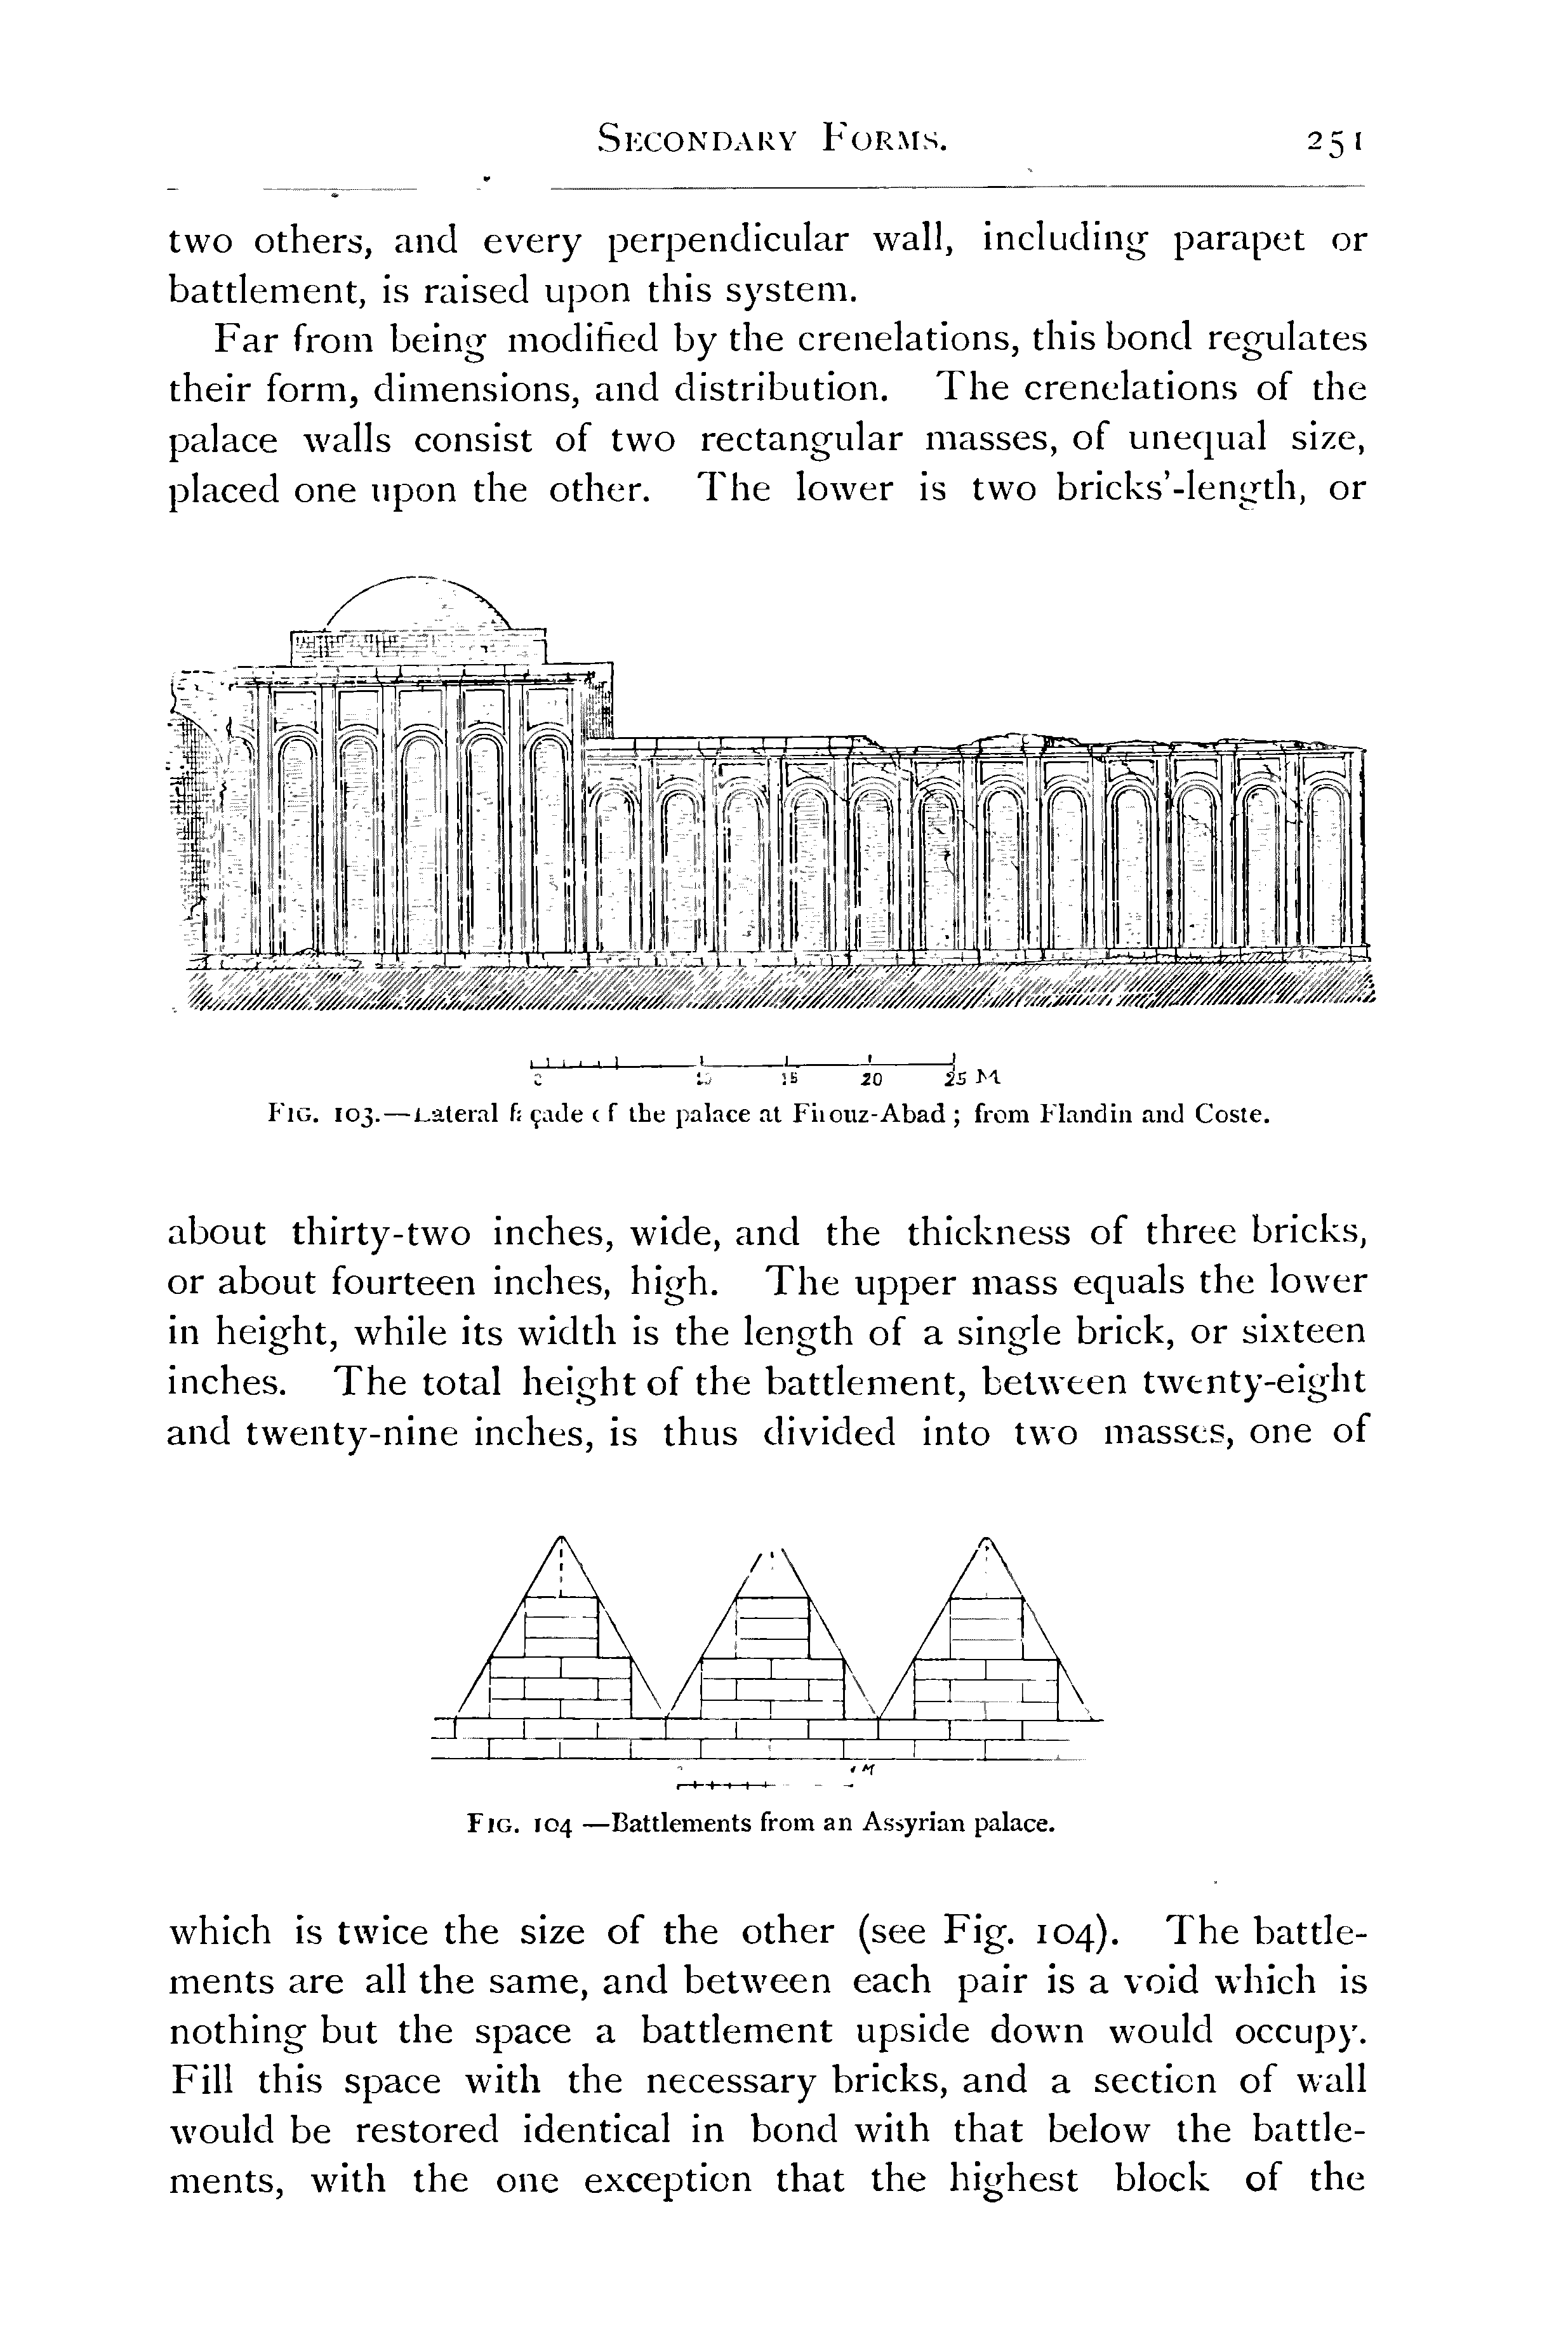 SECONDARY FORMS. 251
two others, and every perpendicular wall, including parapet or
battlement, is raised upon this system.
Far from being modified by the crenelations, this bond regulates
their form, dimensions, and distribution. The crenelations of the
palace walls consist of two rectangular masses, of unequal size,
placed one upon the other. The lower is two bricks'-length, or
15 20 25 M
FIG. 103.—Lateral façade of the palace at Firouz-Abad ; from Flandin and Coste.
about thirty-two inches, wide, and the thickness of three bricks,
or about fourteen inches, high. The upper mass equals the lower
in height, while its width is the length of a single brick, or sixteen
inches. The total height of the battlement, between twenty-eight
and twenty-nine inches, is thus divided into two masses, one of
1 M
FIG. 104 —Battlements from an Assyrian palace.
which is twice the size of the other (see Fig. 104). The battle-
ments are all the same, and between each pair is a void which is
nothing but the space a battlement upside down would occupy.
Fill this space with the necessary bricks, and a section of wall
would be restored identical in bond with that below the battle-
ments, with the one exception that the highest block of the